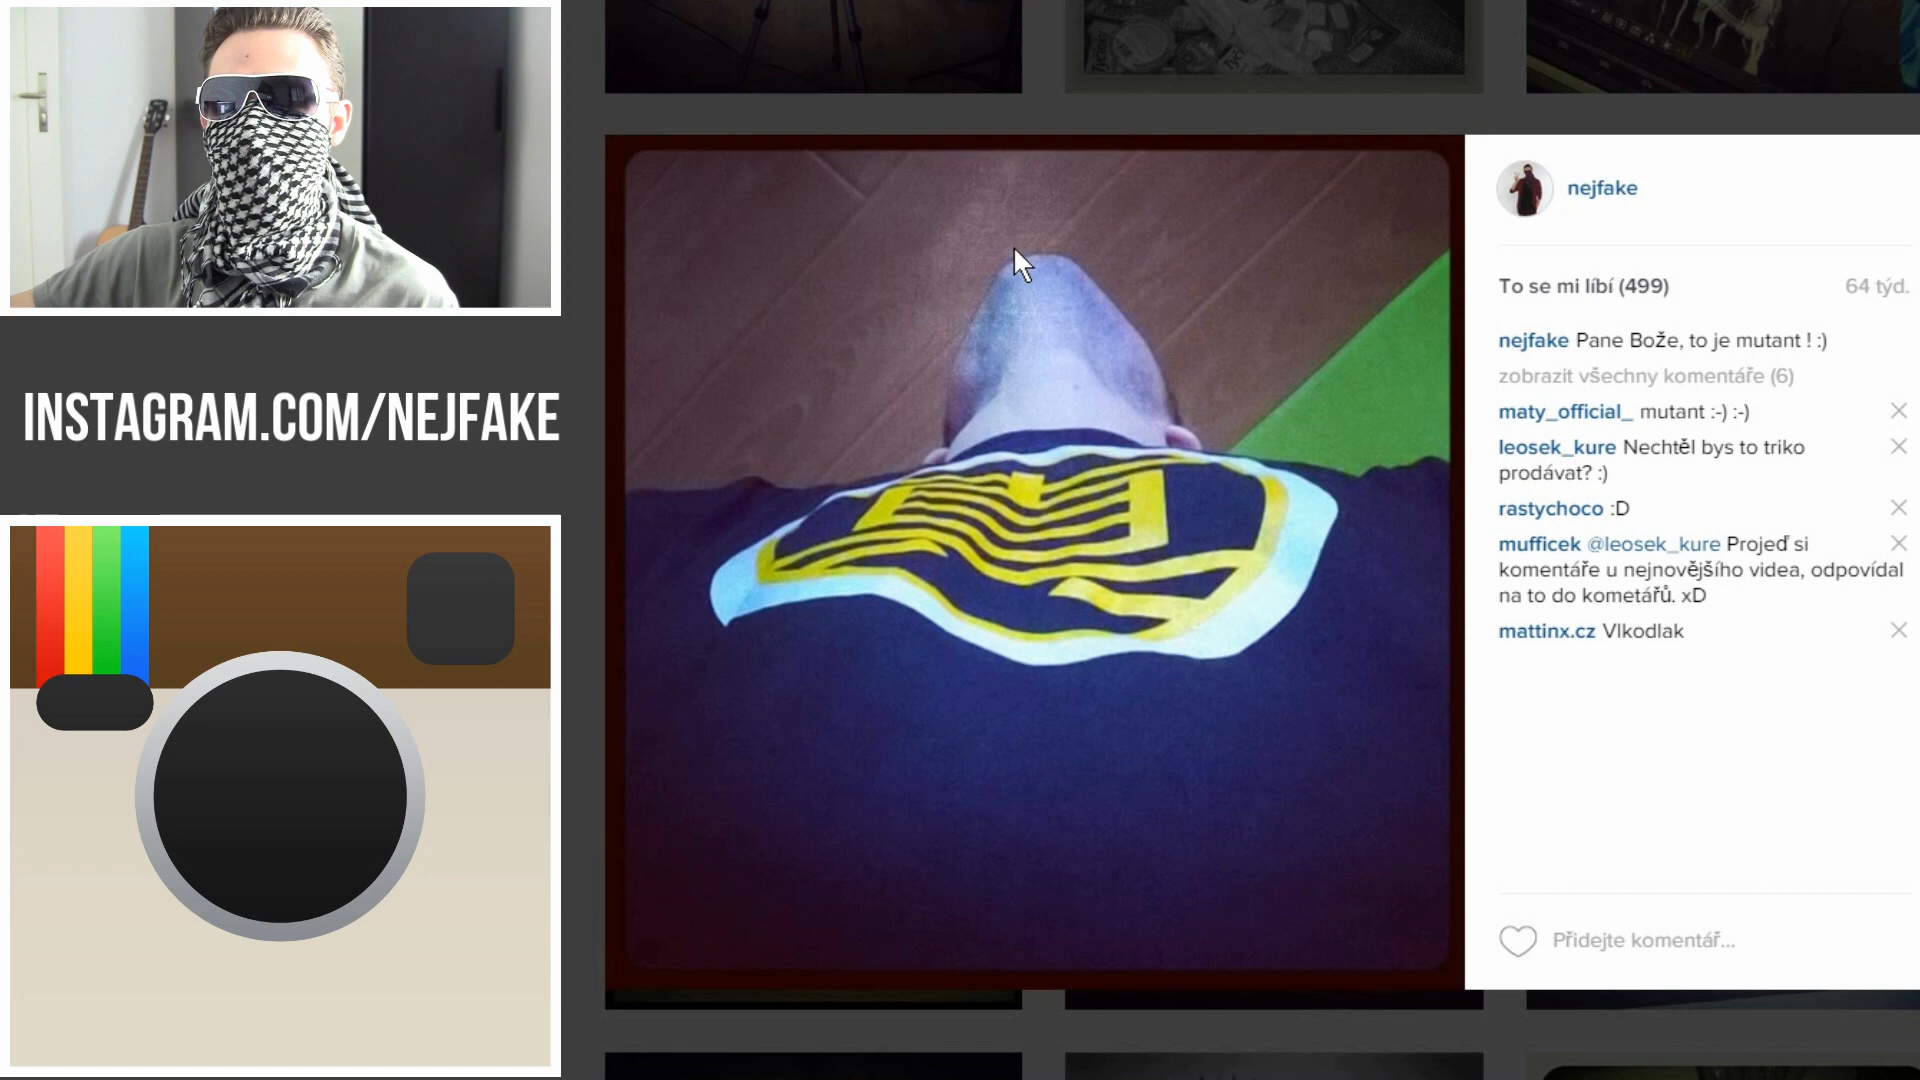 INSTAGRAM.COM/NEJFAKE
nejfake
To se mi líbí (499) 64 týd.
nejfake Pane Bože, to je mutant ! :)
zobrazit všechny komentáře (6)
maty_official_ mutant :-) :-)
leosek_kure Nechtěl bys to triko
prodávat? :)
rastychoco :D
mufficek @leosek_kure Projeď si
komentáře u nejnovějšího videa, odpovídal
na to do kometářů. xD
mattinx.cz Vlkodlak
Přidejte komentář...